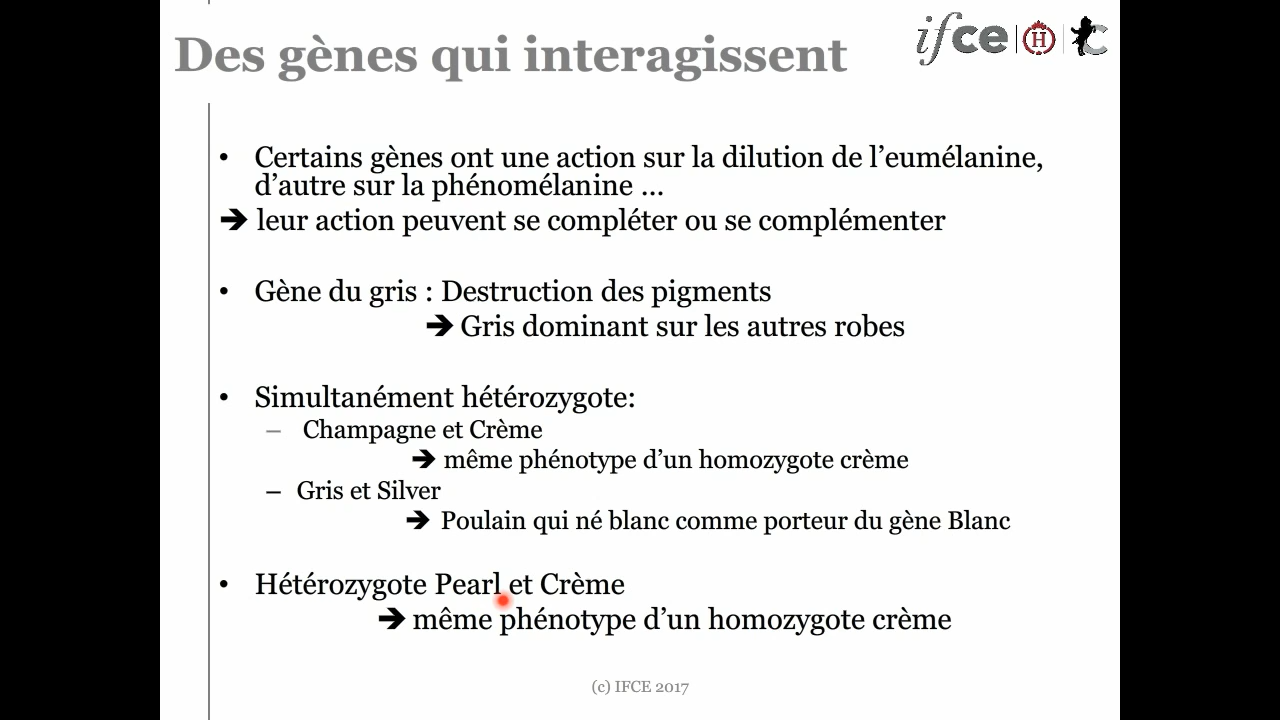 Des gènes qui interagissent
ifce | H | C
• Certains gènes ont une action sur la dilution de l’eumélanine,
d’autre sur la phénomélanine ...
➔ leur action peuvent se compléter ou se complémenter
• Gène du gris : Destruction des pigments
➔ Gris dominant sur les autres robes
• Simultanément hétérozygote:
– Champagne et Crème
➔ même phénotype d’un homozygote crème
– Gris et Silver
➔ Poulain qui né blanc comme porteur du gène Blanc
• Hétérozygote Pearl et Crème
➔ même phénotype d’un homozygote crème
(c) IFCE 2017